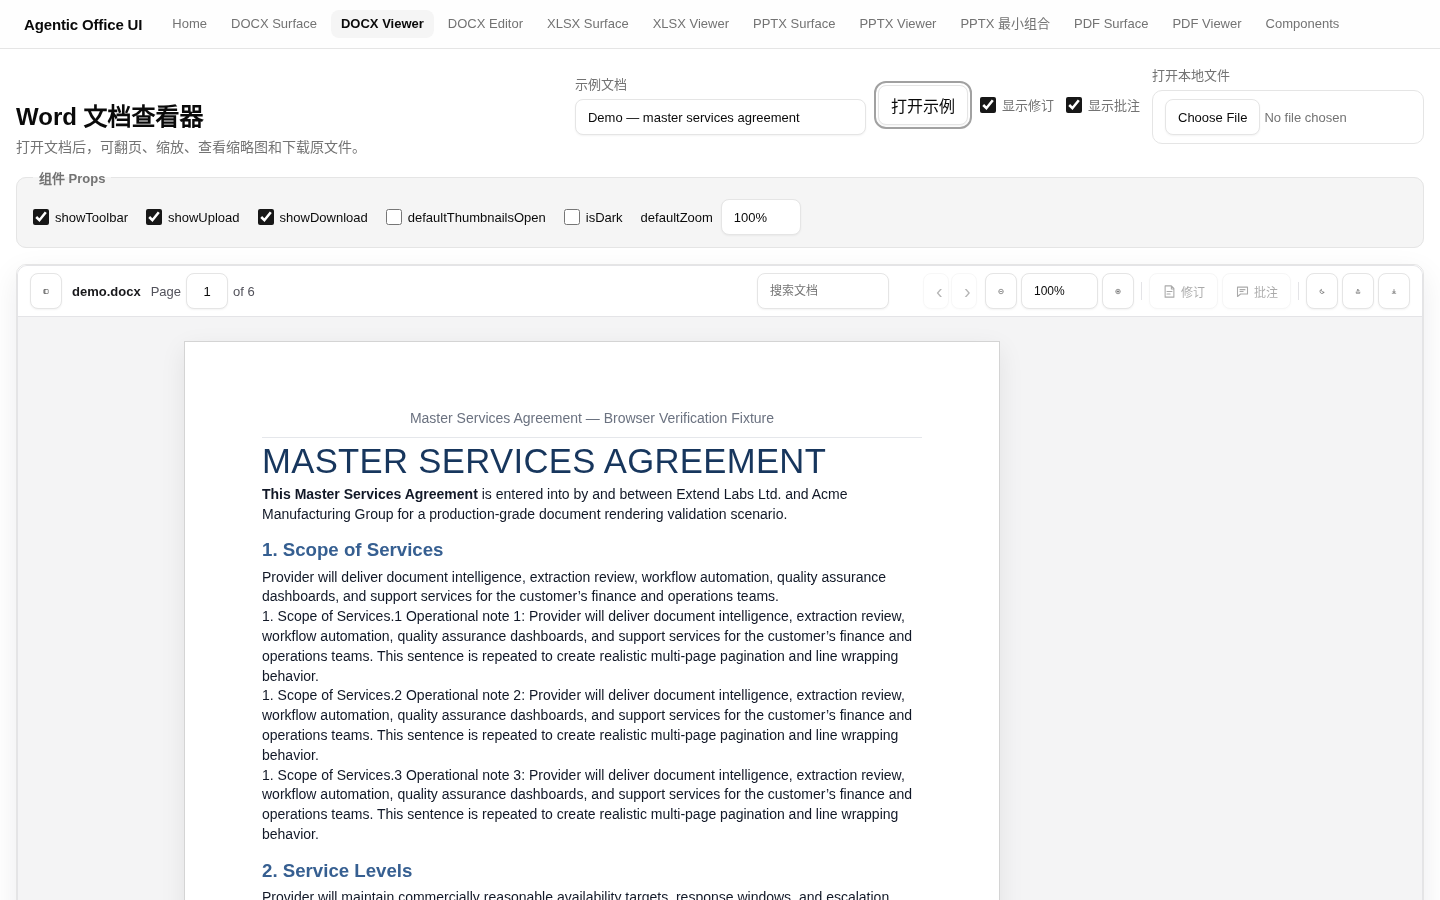 Agentic Office UI
Home
DOCX Surface
DOCX Viewer
DOCX Editor
XLSX Surface
XLSX Viewer
PPTX Surface
PPTX Viewer
PPTX 最小组合
PDF Surface
PDF Viewer
Components
Word 文档查看器
打开文档后，可翻页、缩放、查看缩略图和下载原文件。
示例文档
Demo — master services agreement
打开示例
显示修订
显示批注
打开本地文件
Choose File No file chosen
组件 Props
showToolbar
showUpload
showDownload
defaultThumbnailsOpen
isDark
defaultZoom
100%
demo.docx
Page 1 of 6
搜索文档
100%
修订
批注
Master Services Agreement — Browser Verification Fixture
MASTER SERVICES AGREEMENT
This Master Services Agreement is entered into by and between Extend Labs Ltd. and Acme
Manufacturing Group for a production-grade document rendering validation scenario.
1. Scope of Services
Provider will deliver document intelligence, extraction review, workflow automation, quality assurance
dashboards, and support services for the customer’s finance and operations teams.
1. Scope of Services.1 Operational note 1: Provider will deliver document intelligence, extraction review,
workflow automation, quality assurance dashboards, and support services for the customer’s finance and
operations teams. This sentence is repeated to create realistic multi-page pagination and line wrapping
behavior.
1. Scope of Services.2 Operational note 2: Provider will deliver document intelligence, extraction review,
workflow automation, quality assurance dashboards, and support services for the customer’s finance and
operations teams. This sentence is repeated to create realistic multi-page pagination and line wrapping
behavior.
1. Scope of Services.3 Operational note 3: Provider will deliver document intelligence, extraction review,
workflow automation, quality assurance dashboards, and support services for the customer’s finance and
operations teams. This sentence is repeated to create realistic multi-page pagination and line wrapping
behavior.
2. Service Levels
Provider will maintain commercially reasonable availability targets, response windows, and escalation